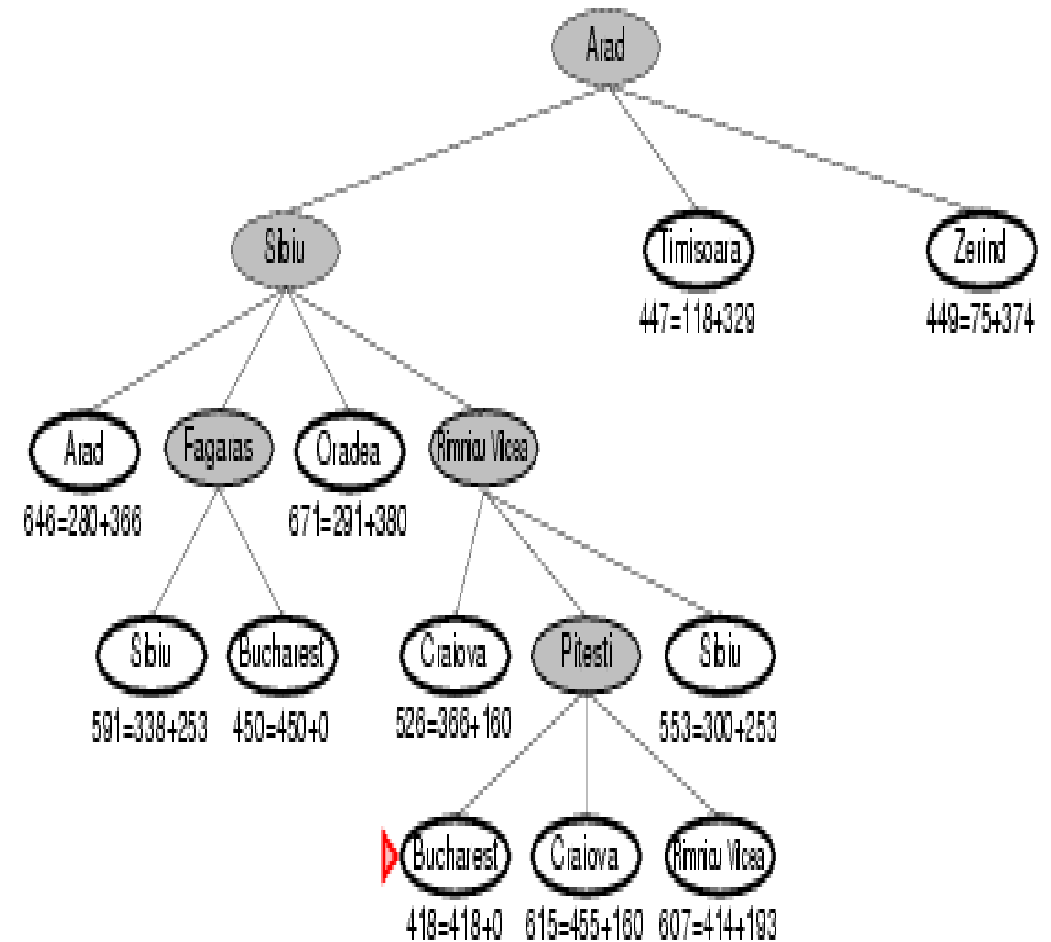 Arad
Sibiu
Timisoara
Zerind
447=118+329
449=75+374
Arad
Fagaras
Oradea
Rimnicu Vilcea
646=280+366
671=291+380
Sibiu
Bucharest
Craiova
Pitesti
Sibiu
591=338+253
450=450+0
526=366+160
553=300+253
Bucharest
Craiova
Rimnicu Vilcea
418=418+0
615=455+160
607=414+193